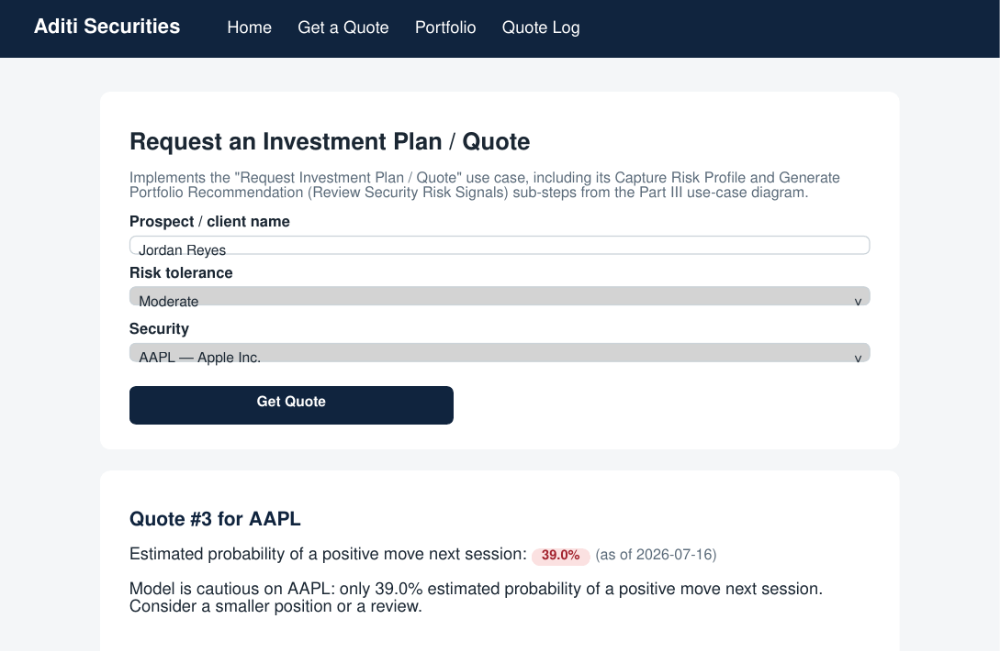 Aditi Securities Home Get a Quote Portfolio Quote Log
Request an Investment Plan / Quote
Implements the "Request Investment Plan / Quote" use case, including its Capture Risk Profile and Generate
Portfolio Recommendation (Review Security Risk Signals) sub-steps from the Part III use-case diagram.
Prospect / client name
Jordan Reyes
Risk tolerance
Moderate v
Security
AAPL — Apple Inc. v
Get Quote
Quote #3 for AAPL
Estimated probability of a positive move next session: 39.0% (as of 2026-07-16)
Model is cautious on AAPL: only 39.0% estimated probability of a positive move next session.
Consider a smaller position or a review.